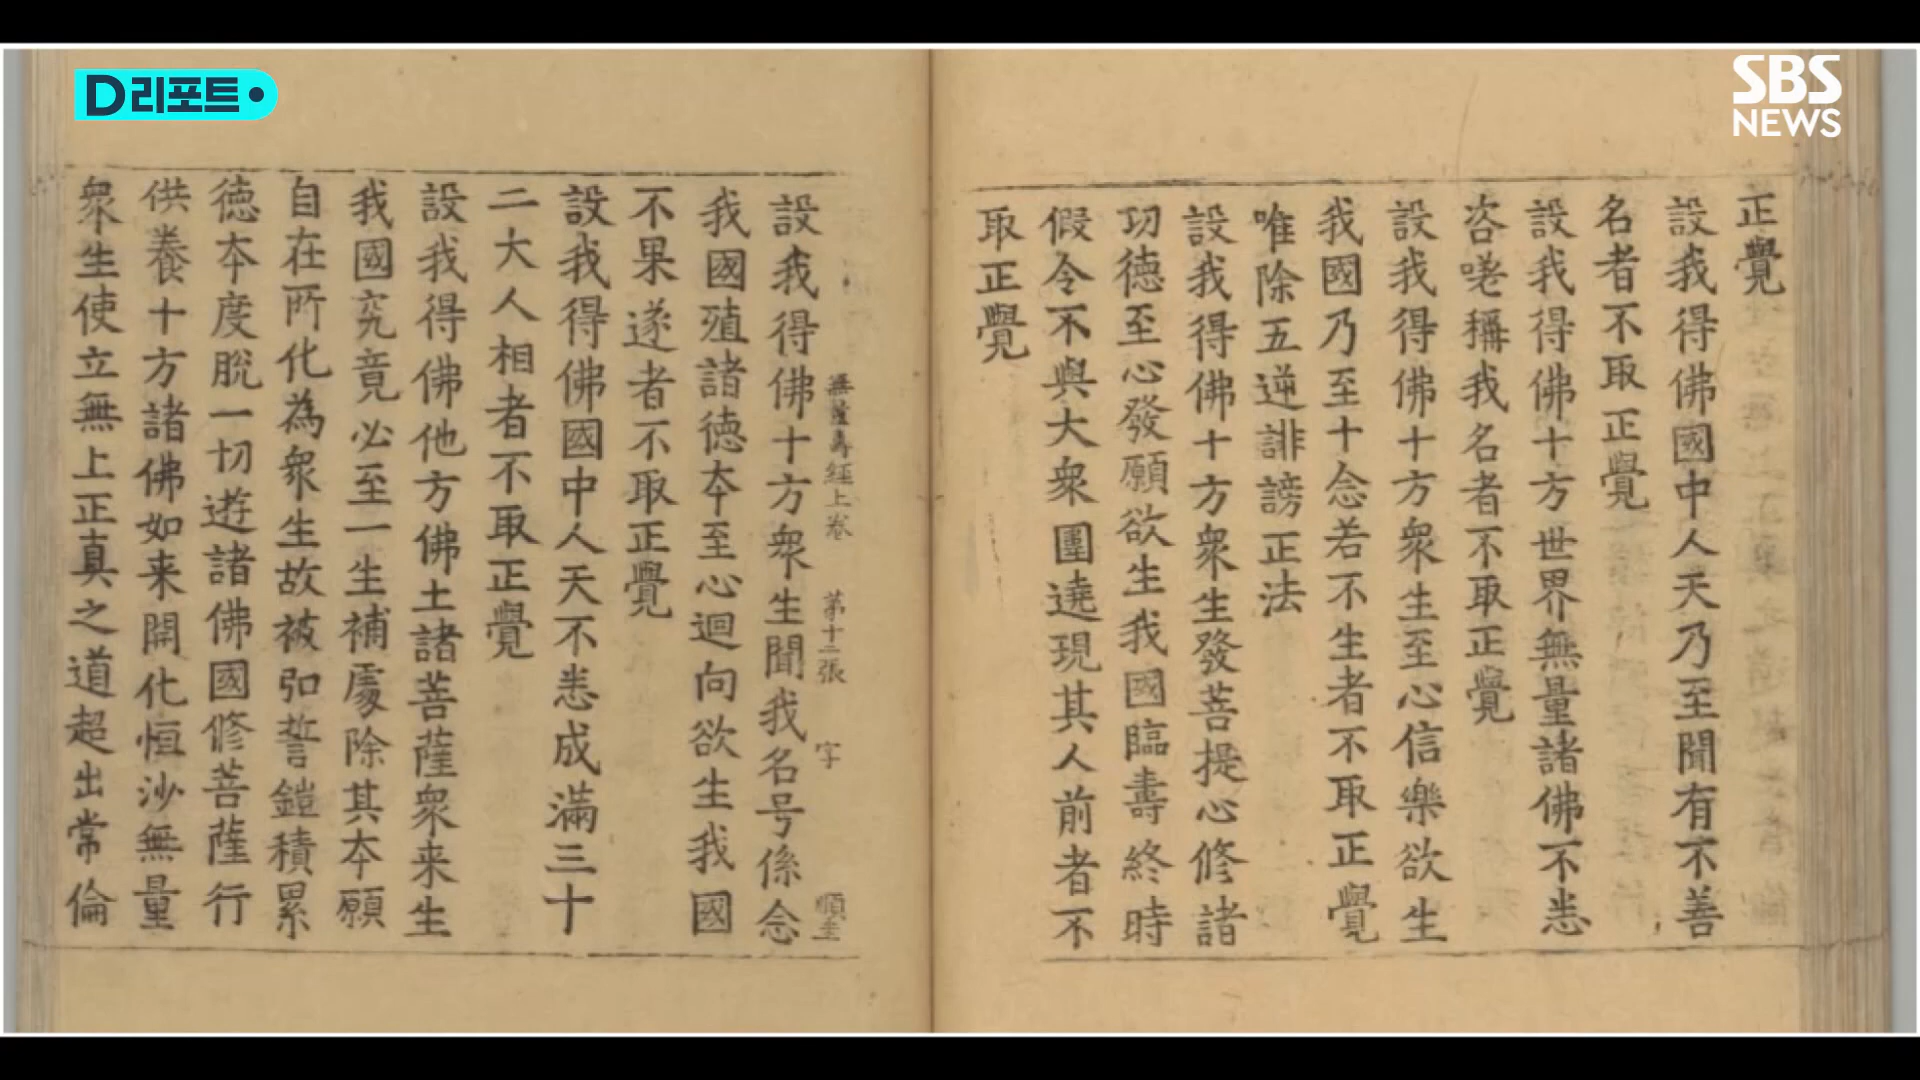 D리포트
SBS
NEWS
正覺
設我得佛國中人天乃至聞有不善
名者不取正覺
設我得佛十方世界無量諸佛不悉
咨嗟稱我名者不取正覺
設我得佛十方衆生至心信樂欲生
我國乃至十念若不生者不取正覺
唯除五逆誹謗正法
設我得佛十方衆生發菩提心修諸
功德至心發願欲生我國臨壽終時
假令不與大衆圍遶現其人前者不
取正覺
無量壽經上卷 第十二張 字
設我得佛十方衆生聞我名号係念
我國殖諸德本至心迴向欲生我國
不果遂者不取正覺
設我得佛國中人天不悉成滿三十
二大人相者不取正覺
設我得佛他方佛土諸菩薩衆来生
我國究竟必至一生補處除其本願
自在所化為衆生故被弘誓鎧積累
德本度脫一切遊諸佛國修菩薩行
供養十方諸佛如来開化恒沙無量
衆生使立無上正真之道超出常倫